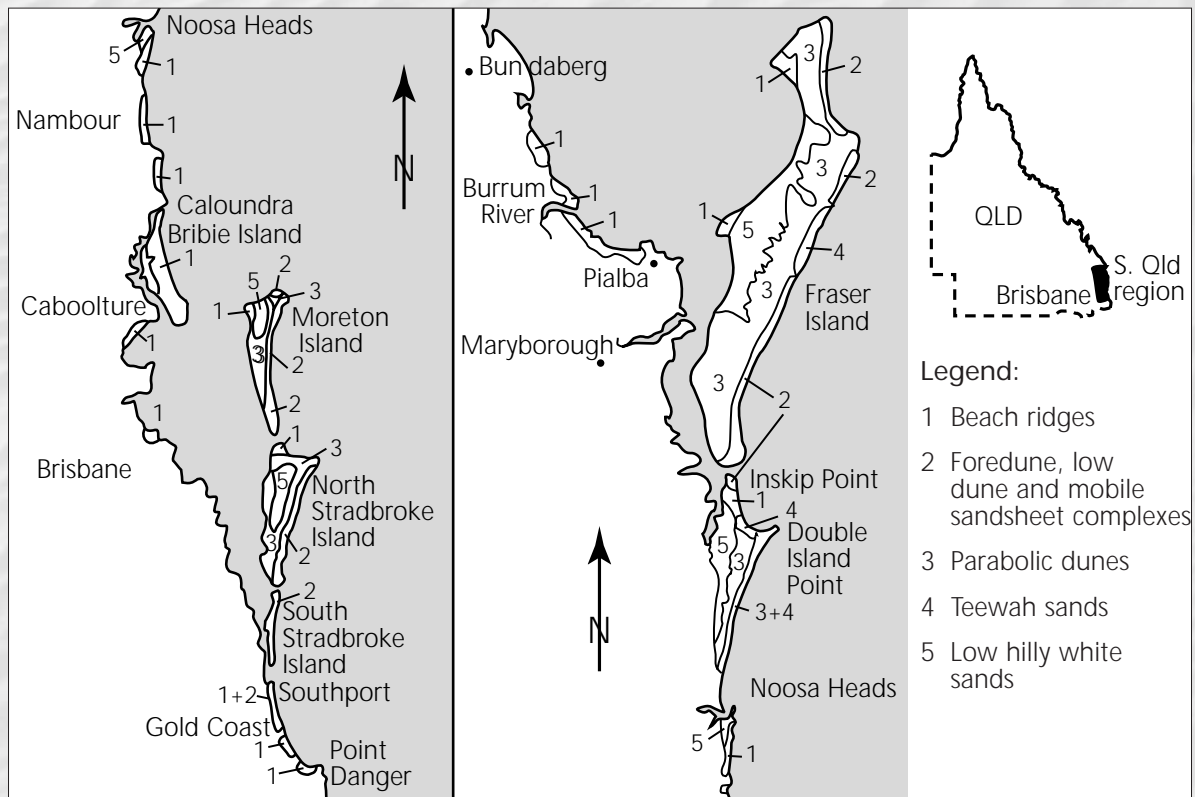 Noosa Heads
5
1
Nambour
1
1
Caloundra
Bribie Island
1
Caboolture
1
1
Brisbane
N
2
5
3
1
Moreton
Island
3
2
2
1
3
5
North
Stradbroke
Island
3
2
2
South
Stradbroke
Island
1+2
Southport
Gold Coast
1
Point
Danger
1
Bundaberg
1
Burrum
River
1
1
Pialba
Maryborough
3
1
2
3
2
1
5
4
3
Fraser
Island
3
2
Inskip Point
1
4
Double
Island
Point
5
3
3+4
N
Noosa Heads
5
1
QLD
Brisbane
S. Qld
region
Legend:
1 Beach ridges
2 Foredune, low
dune and mobile
sandsheet complexes
3 Parabolic dunes
4 Teewah sands
5 Low hilly white
sands